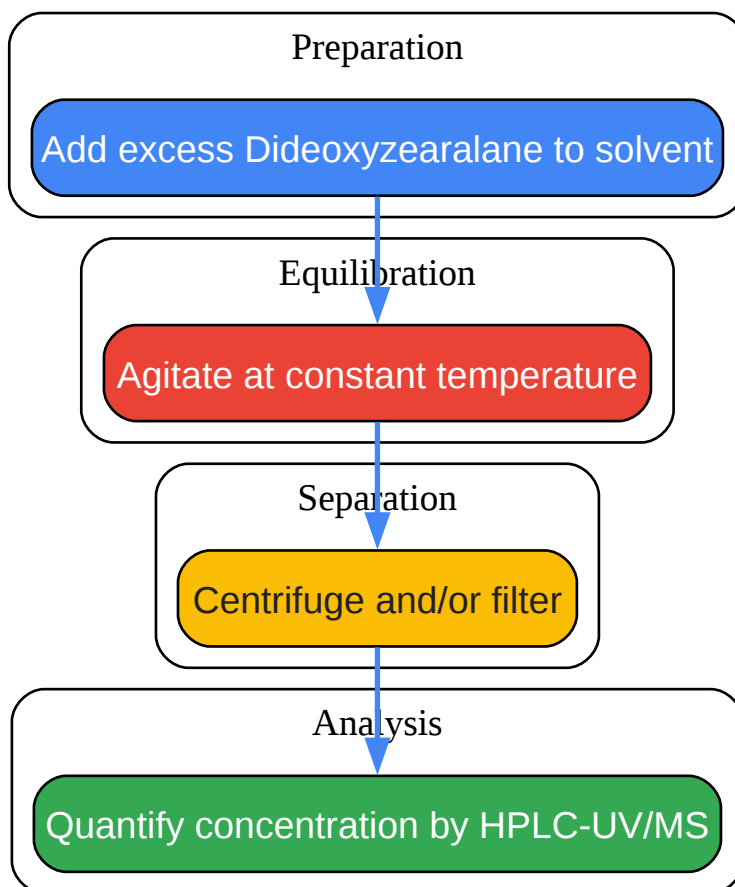 Preparation
Add excess Dideoxyzearalane to solvent
Equilibration
Agitate at constant temperature
Separation
Centrifuge and/or filter
Analysis
Quantify concentration by HPLC-UV/MS